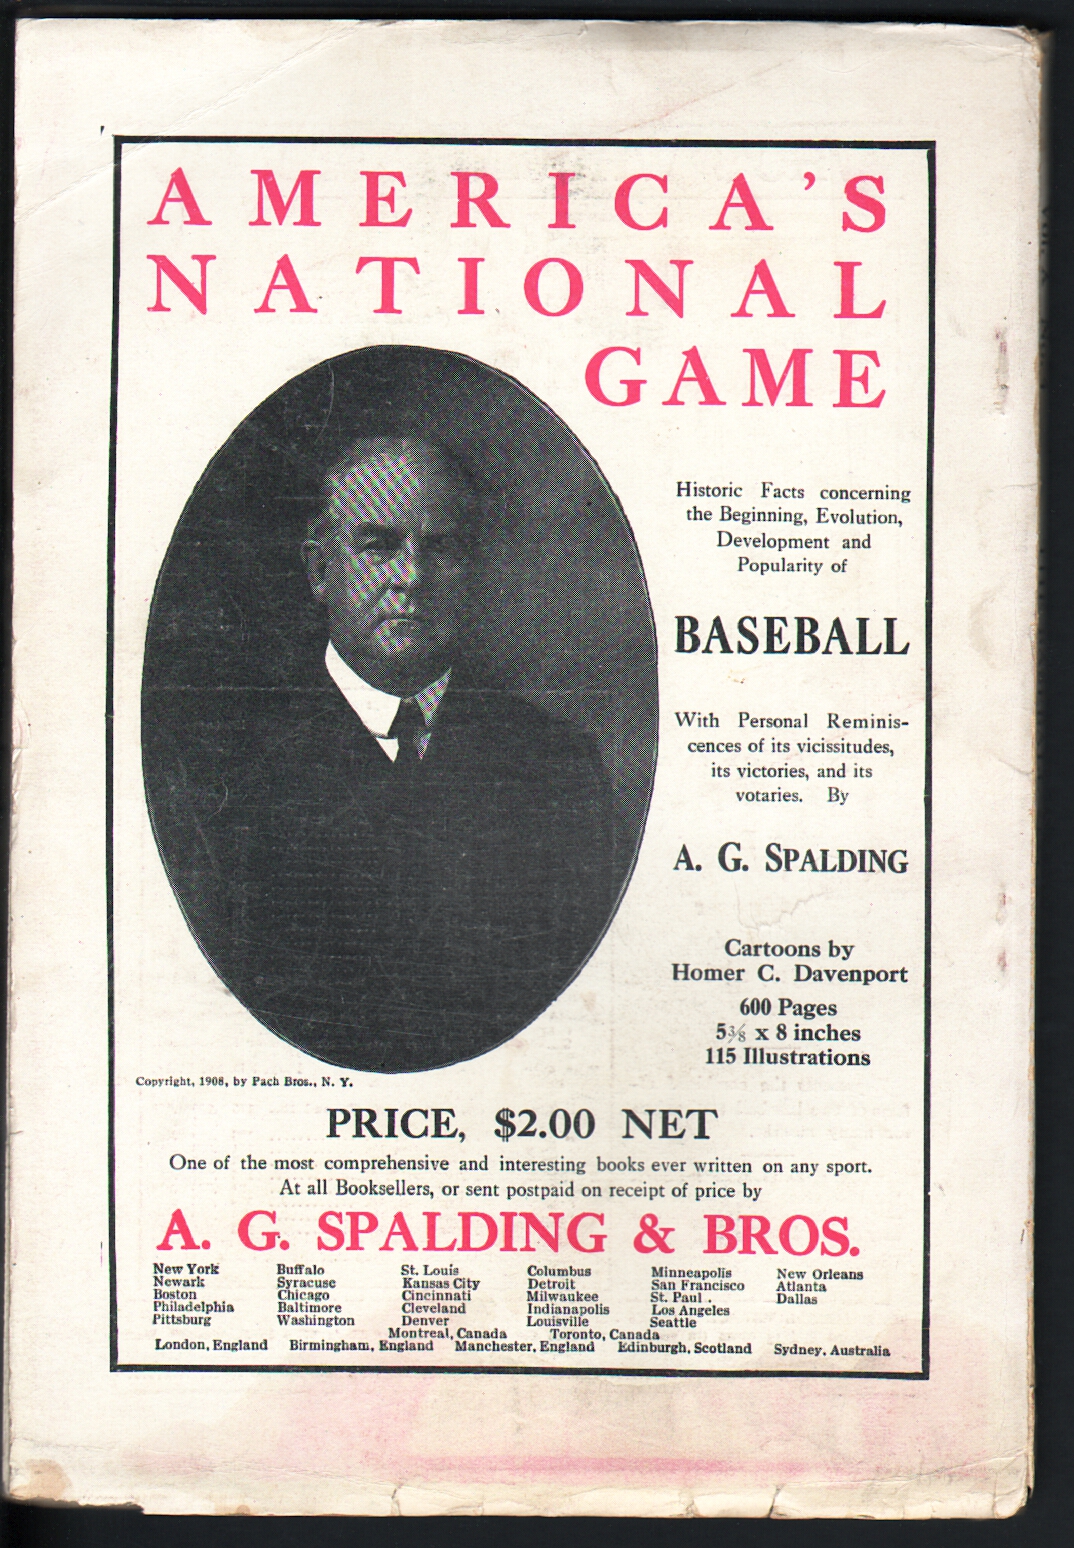 AMERICA'S
NATIONAL
GAME
Historic Facts concerning
the Beginning, Evolution,
Development and
Popularity of
BASEBALL
With Personal Reminis-
cences of its vicissitudes,
its victories, and its
votaries. By
A. G. SPALDING
Cartoons by
Homer C. Davenport
600 Pages
5⅜ x 8 inches
115 Illustrations
Copyright, 1908, by Pach Bros., N. Y.
PRICE, $2.00 NET
One of the most comprehensive and interesting books ever written on any sport.
At all Booksellers, or sent postpaid on receipt of price by
A. G. SPALDING & BROS.
New York Buffalo St. Louis Columbus Minneapolis New Orleans
Newark Syracuse Kansas City Detroit San Francisco Atlanta
Boston Chicago Cincinnati Milwaukee St. Paul . Dallas
Philadelphia Baltimore Cleveland Indianapolis Los Angeles
Pittsburg Washington Denver Louisville Seattle
Montreal, Canada Toronto, Canada
London, England Birmingham, England Manchester, England Edinburgh, Scotland Sydney, Australia